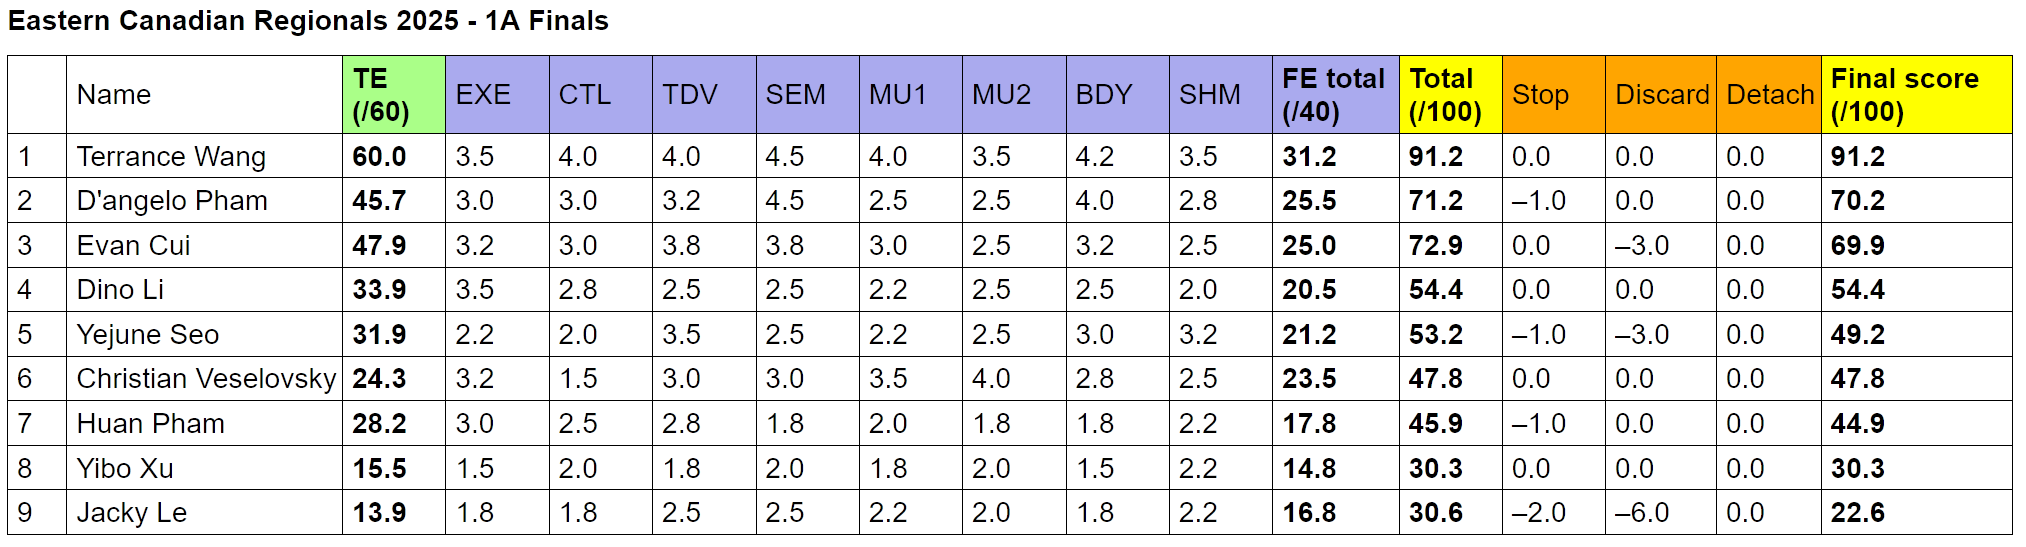 Eastern Canadian Regionals 2025 - 1A Finals
Name TE (/60) EXE CTL TDV SEM MU1 MU2 BDY SHM FE total (/40) Total (/100) Stop Discard Detach Final score (/100)
1 Terrance Wang 60.0 3.5 4.0 4.0 4.5 4.0 3.5 4.2 3.5 31.2 91.2 0.0 0.0 0.0 91.2
2 D'angelo Pham 45.7 3.0 3.0 3.2 4.5 2.5 2.5 4.0 2.8 25.5 71.2 –1.0 0.0 0.0 70.2
3 Evan Cui 47.9 3.2 3.0 3.8 3.8 3.0 2.5 3.2 2.5 25.0 72.9 0.0 –3.0 0.0 69.9
4 Dino Li 33.9 3.5 2.8 2.5 2.5 2.2 2.5 2.5 2.0 20.5 54.4 0.0 0.0 0.0 54.4
5 Yejune Seo 31.9 2.2 2.0 3.5 2.5 2.2 2.5 3.0 3.2 21.2 53.2 –1.0 –3.0 0.0 49.2
6 Christian Veselovsky 24.3 3.2 1.5 3.0 3.0 3.5 4.0 2.8 2.5 23.5 47.8 0.0 0.0 0.0 47.8
7 Huan Pham 28.2 3.0 2.5 2.8 1.8 2.0 1.8 1.8 2.2 17.8 45.9 –1.0 0.0 0.0 44.9
8 Yibo Xu 15.5 1.5 2.0 1.8 2.0 1.8 2.0 1.5 2.2 14.8 30.3 0.0 0.0 0.0 30.3
9 Jacky Le 13.9 1.8 1.8 2.5 2.5 2.2 2.0 1.8 2.2 16.8 30.6 –2.0 –6.0 0.0 22.6